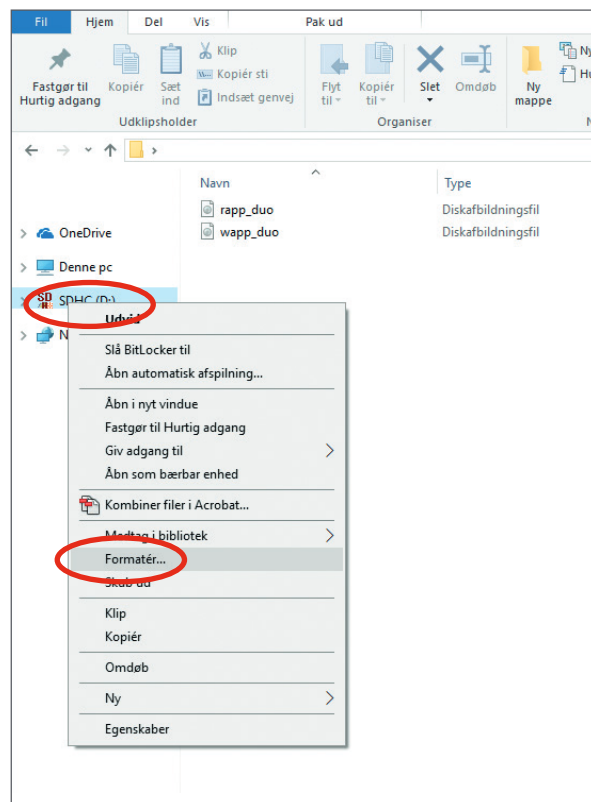 Fil Hjem Del Vis Pak ud
Klip
Kopiér sti
Indsæt genvej
Fastgør til
Hurtig adgang
Kopiér
Sæt
ind
Flyt
til
Kopiér
til
Slet
Omdøb
Ny
mappe
Ny
Udklipsholder
Organiser
Navn
Type
rapp_duo
Diskafbildningsfil
wapp_duo
Diskafbildningsfil
OneDrive
Denne pc
SDHC (D:)
N
Udvid
Slå BitLocker til
Åbn automatisk afspilning...
Åbn i nyt vindue
Fastgør til Hurtig adgang
Giv adgang til
Åbn som bærbar enhed
Kombiner filer i Acrobat...
Medtag i bibliotek
Formatér...
Skub ud
Klip
Kopiér
Omdøb
Ny
Egenskaber